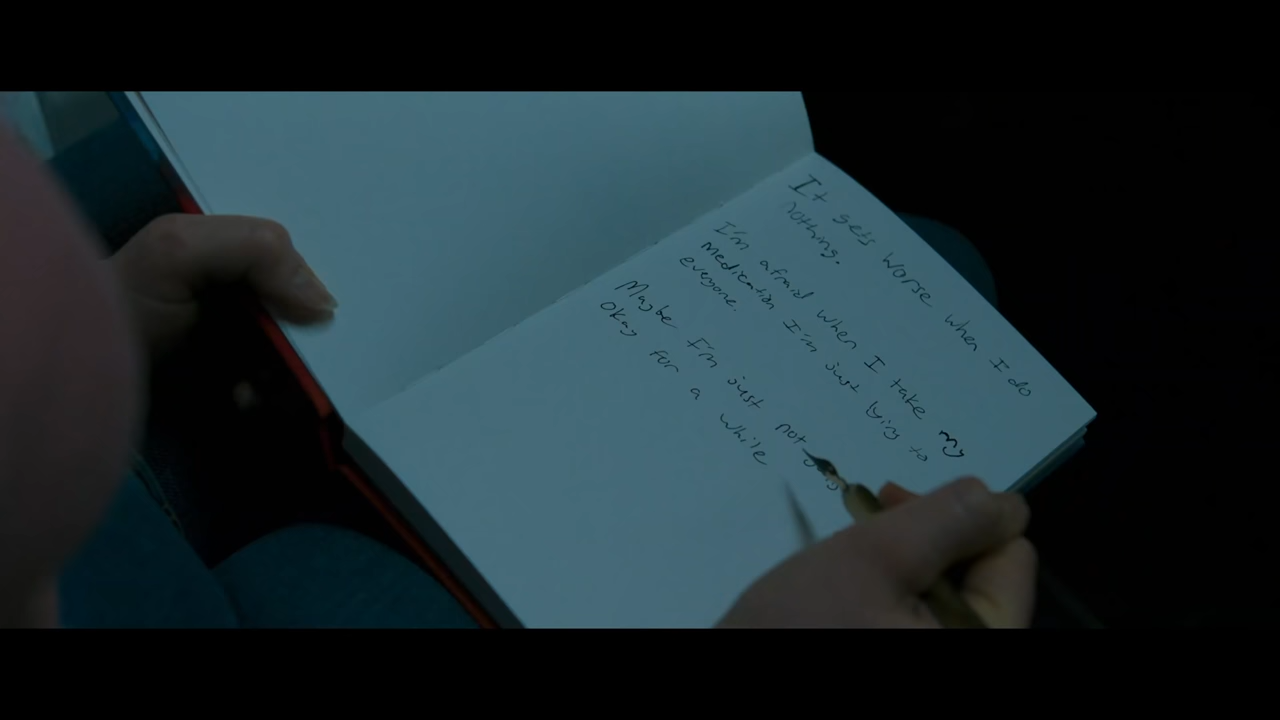 It gets worse when I do
nothing.
I'm afraid when I take my
medication I'm just lying to
everyone.
Maybe I'm just not
okay for a while